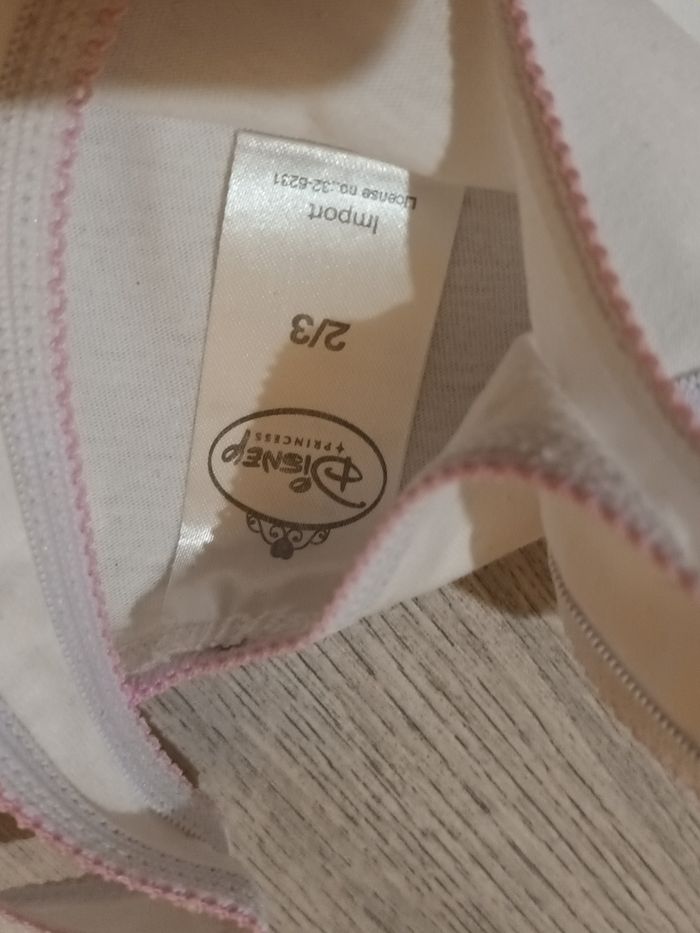 Disney
PRINCESS
2/3
Import
License no.:32-6231